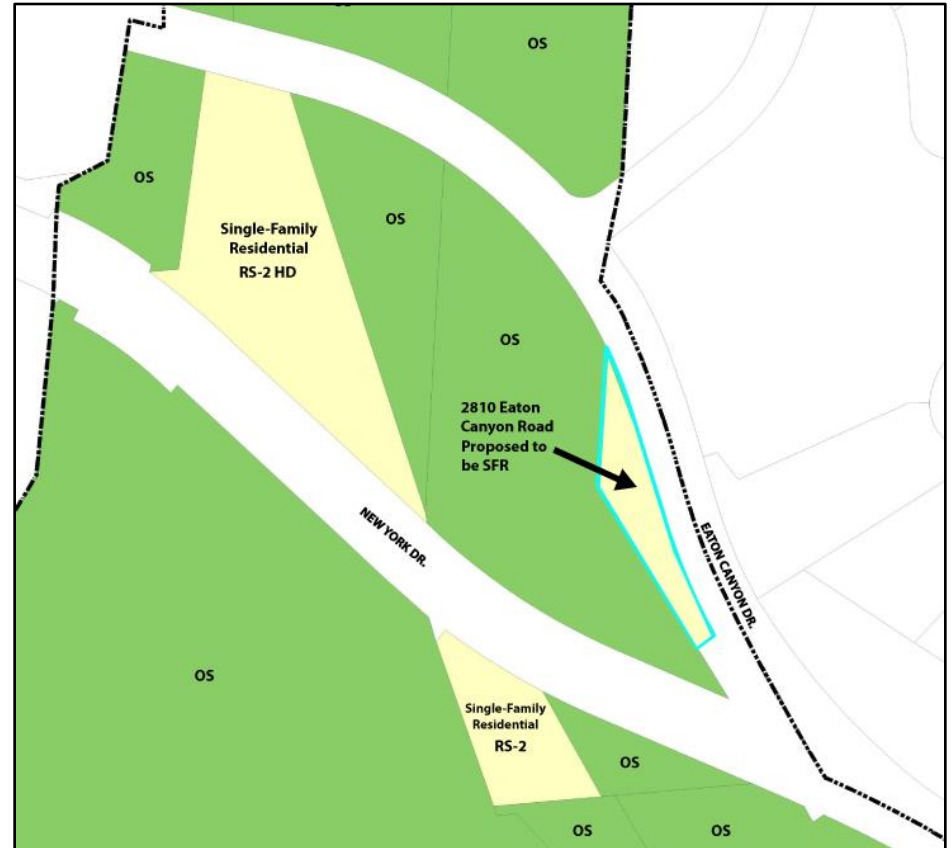 OS
OS
OS
Single-Family
Residential
RS-2 HD
OS
OS
2810 Eaton
Canyon Road
Proposed to
be SFR
NEW YORK DR.
EATON CANYON DR.
OS
Single-Family
Residential
RS-2
OS
OS
OS